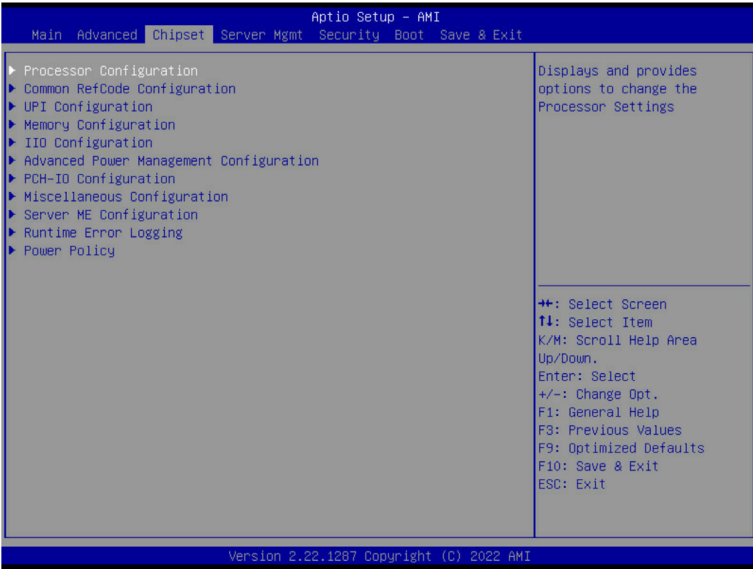 Aptio Setup – AMI
Main Advanced Chipset Server Mgmt Security Boot Save & Exit
▶ Processor Configuration
▶ Common RefCode Configuration
▶ UPI Configuration
▶ Memory Configuration
▶ IIO Configuration
▶ Advanced Power Management Configuration
▶ PCH-IO Configuration
▶ Miscellaneous Configuration
▶ Server ME Configuration
▶ Runtime Error Logging
▶ Power Policy
Displays and provides
options to change the
Processor Settings
→←: Select Screen
↑↓: Select Item
K/M: Scroll Help Area
Up/Down.
Enter: Select
+/-: Change Opt.
F1: General Help
F3: Previous Values
F9: Optimized Defaults
F10: Save & Exit
ESC: Exit
Version 2.22.1287 Copyright (C) 2022 AMI